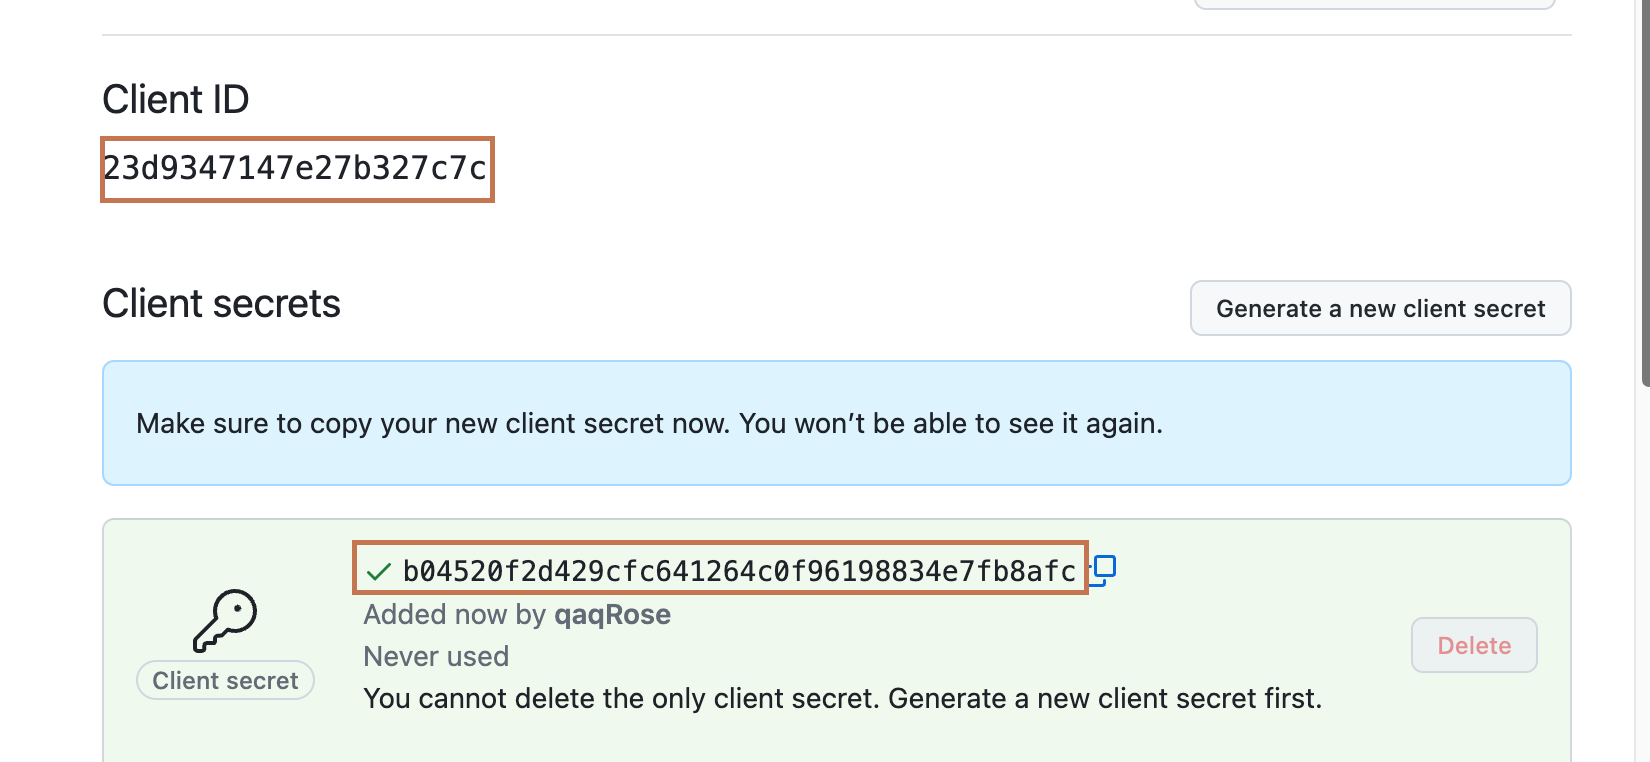 Client ID
23d9347147e27b327c7c
Client secrets
Generate a new client secret
Make sure to copy your new client secret now. You won’t be able to see it again.
b04520f2d429cfc641264c0f96198834e7fb8afc
Added now by qaqRose
Never used
Client secret
You cannot delete the only client secret. Generate a new client secret first.
Delete